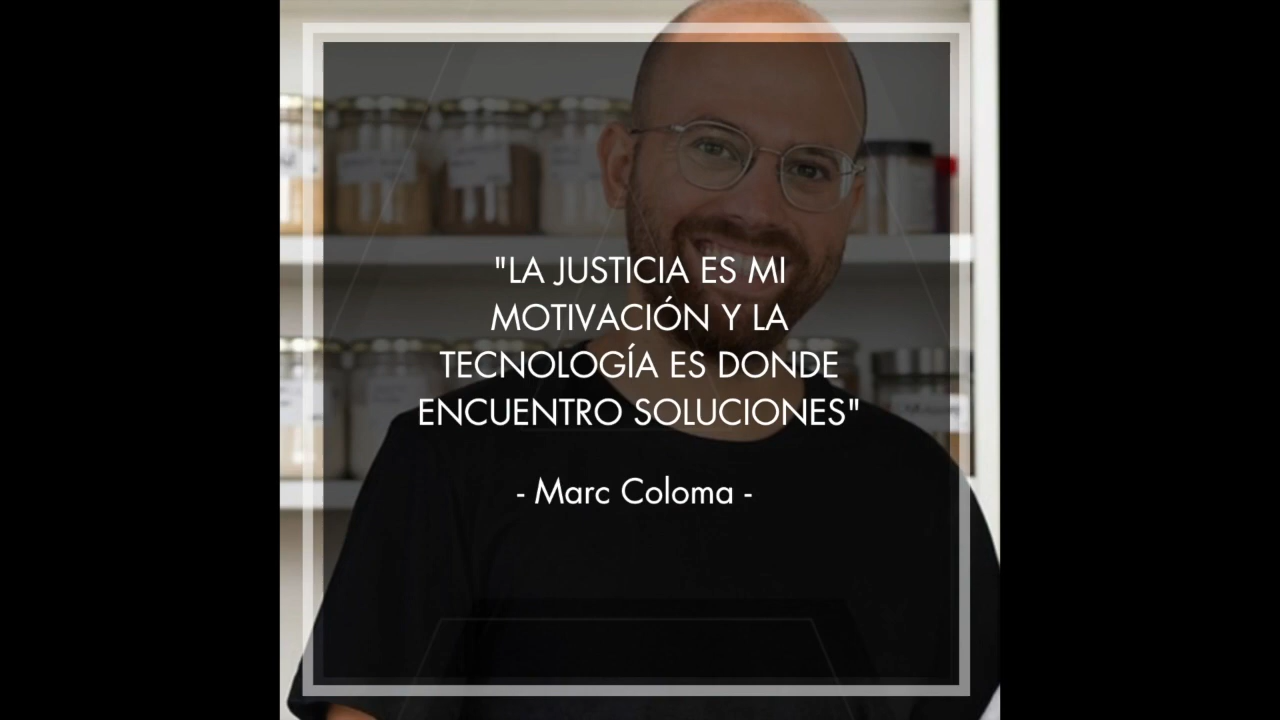 "LA JUSTICIA ES MI
MOTIVACIÓN Y LA
TECNOLOGÍA ES DONDE
ENCUENTRO SOLUCIONES"
- Marc Coloma -